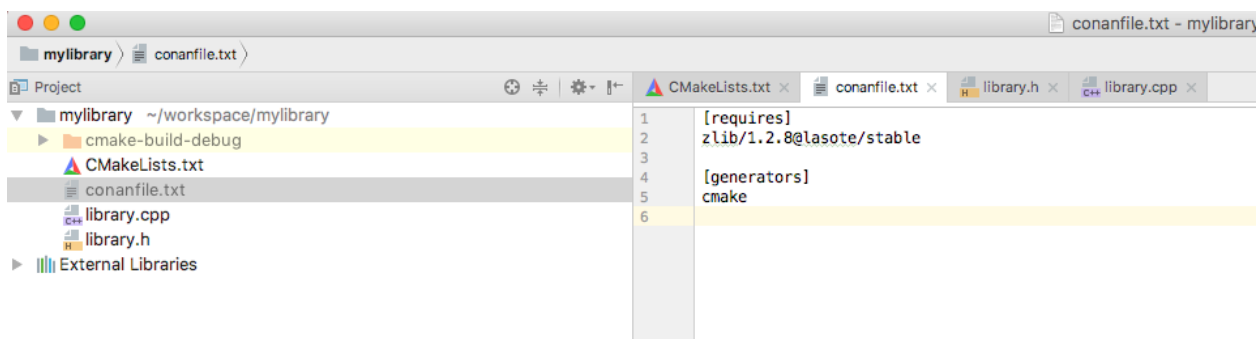 conanfile.txt - mylibrary
mylibrary conanfile.txt
Project
CMakeLists.txt conanfile.txt library.h library.cpp
mylibrary ~/workspace/mylibrary
cmake-build-debug
CMakeLists.txt
conanfile.txt
C++ library.cpp
H library.h
External Libraries
1 [requires]
2 zlib/1.2.8@lasote/stable
3
4 [generators]
5 cmake
6